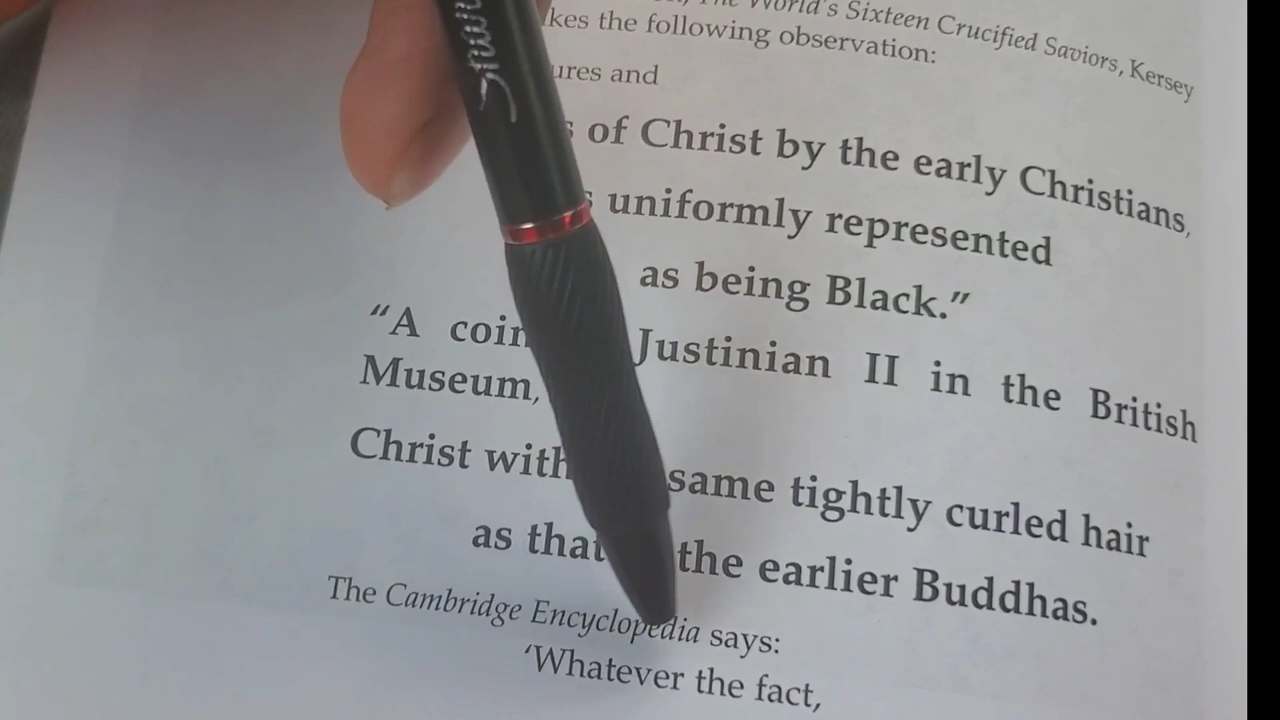 The World's Sixteen Crucified Saviors, Kersey
kes the following observation:
ures and
s of Christ by the early Christians,
s uniformly represented
as being Black.”
“A coin Justinian II in the British
Museum,
Christ with same tightly curled hair
as that the earlier Buddhas.
The Cambridge Encyclopedia says:
‘Whatever the fact,